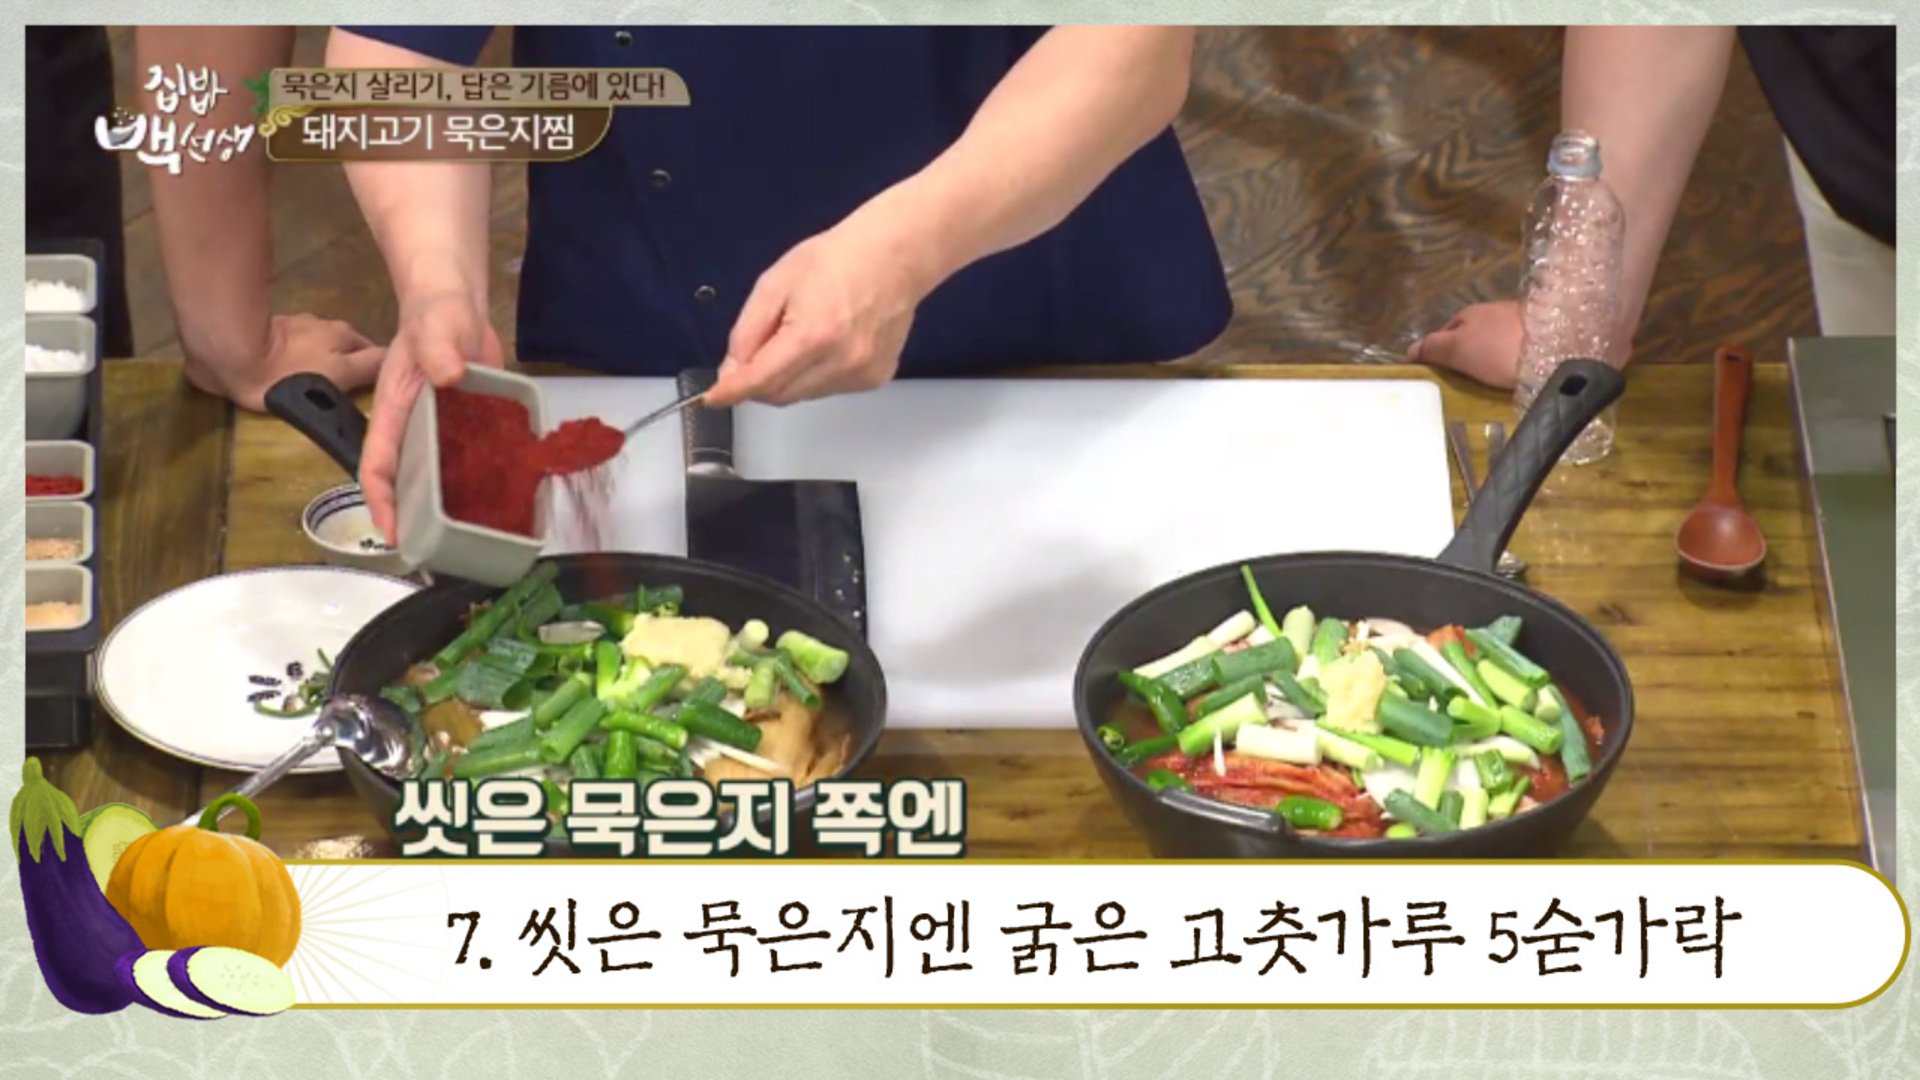 집밥
백선생
묵은지 살리기, 답은 기름에 있다!
돼지고기 묵은지찜
씻은 묵은지 쪽엔
7. 씻은 묵은지엔 굵은 고춧가루 5숟가락